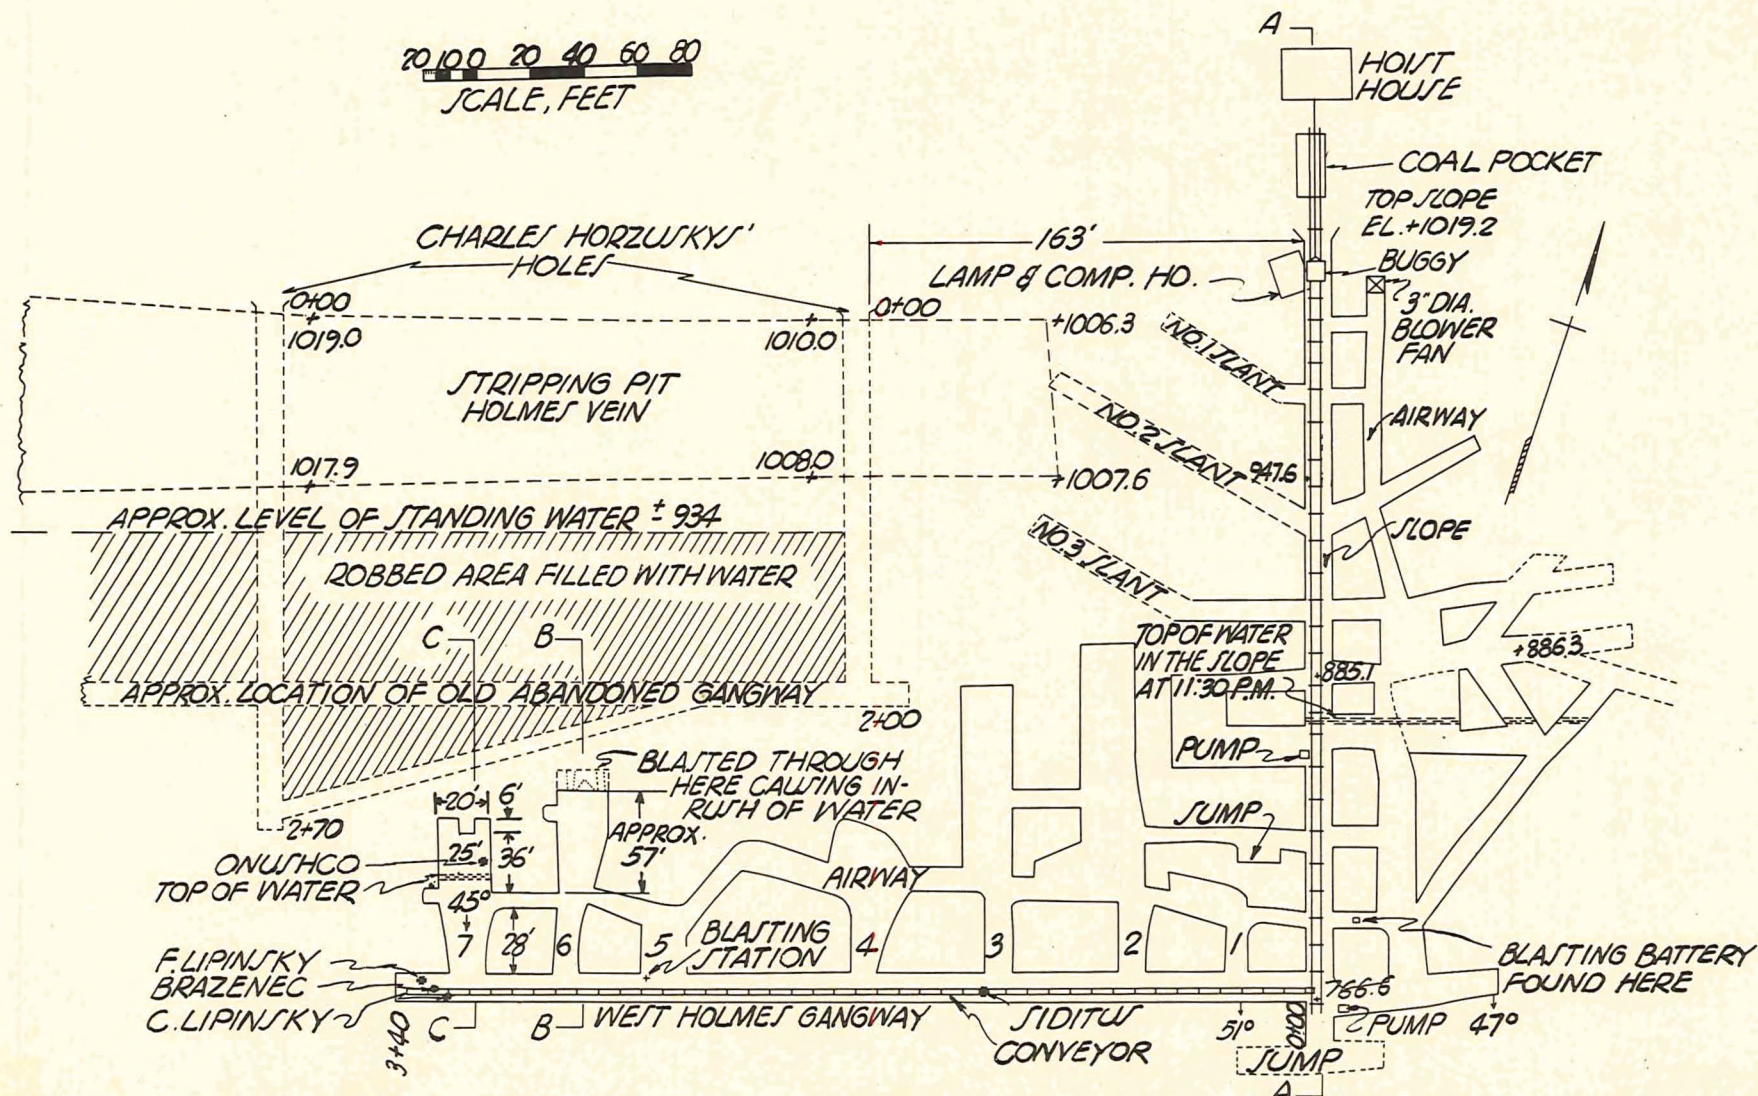 20 10 0 20 40 60 80
SCALE, FEET
A
HOIST
HOUSE
COAL POCKET
TOP SLOPE
EL. +1019.2
BUGGY
3" DIA.
BLOWER
FAN
163'
LAMP & COMP. HO.
CHARLES HORZUSKYS'
HOLES
0+00
1019.0
1010.0
0+00
+1006.3
NO. 1 SLANT
STRIPPING PIT
HOLMES VEIN
NO. 2 SLANT
947.6
AIRWAY
1017.9
1008.0
+1007.6
APPROX. LEVEL OF STANDING WATER ± 934
SLOPE
NO. 3 SLANT
ROBBED AREA FILLED WITH WATER
C
B
TOP OF WATER
IN THE SLOPE
AT 11:30 P.M.
+885.1
+886.3
APPROX. LOCATION OF OLD ABANDONED GANGWAY
2+00
PUMP
BLASTED THROUGH
HERE CAUSING IN-
RUSH OF WATER
20'
6'
2+70
APPROX.
57'
SUMP
ONUSHCO
25'
36'
TOP OF WATER
AIRWAY
45°
7
28'
6
5
BLASTING
STATION
4
3
2
1
BLASTING BATTERY
FOUND HERE
F. LIPINSKY
BRAZENEC
C. LIPINSKY
766.6
3+40
C
B
WEST HOLMES GANGWAY
SIDITUS
CONVEYOR
51°
0+00
PUMP
47°
SUMP
A